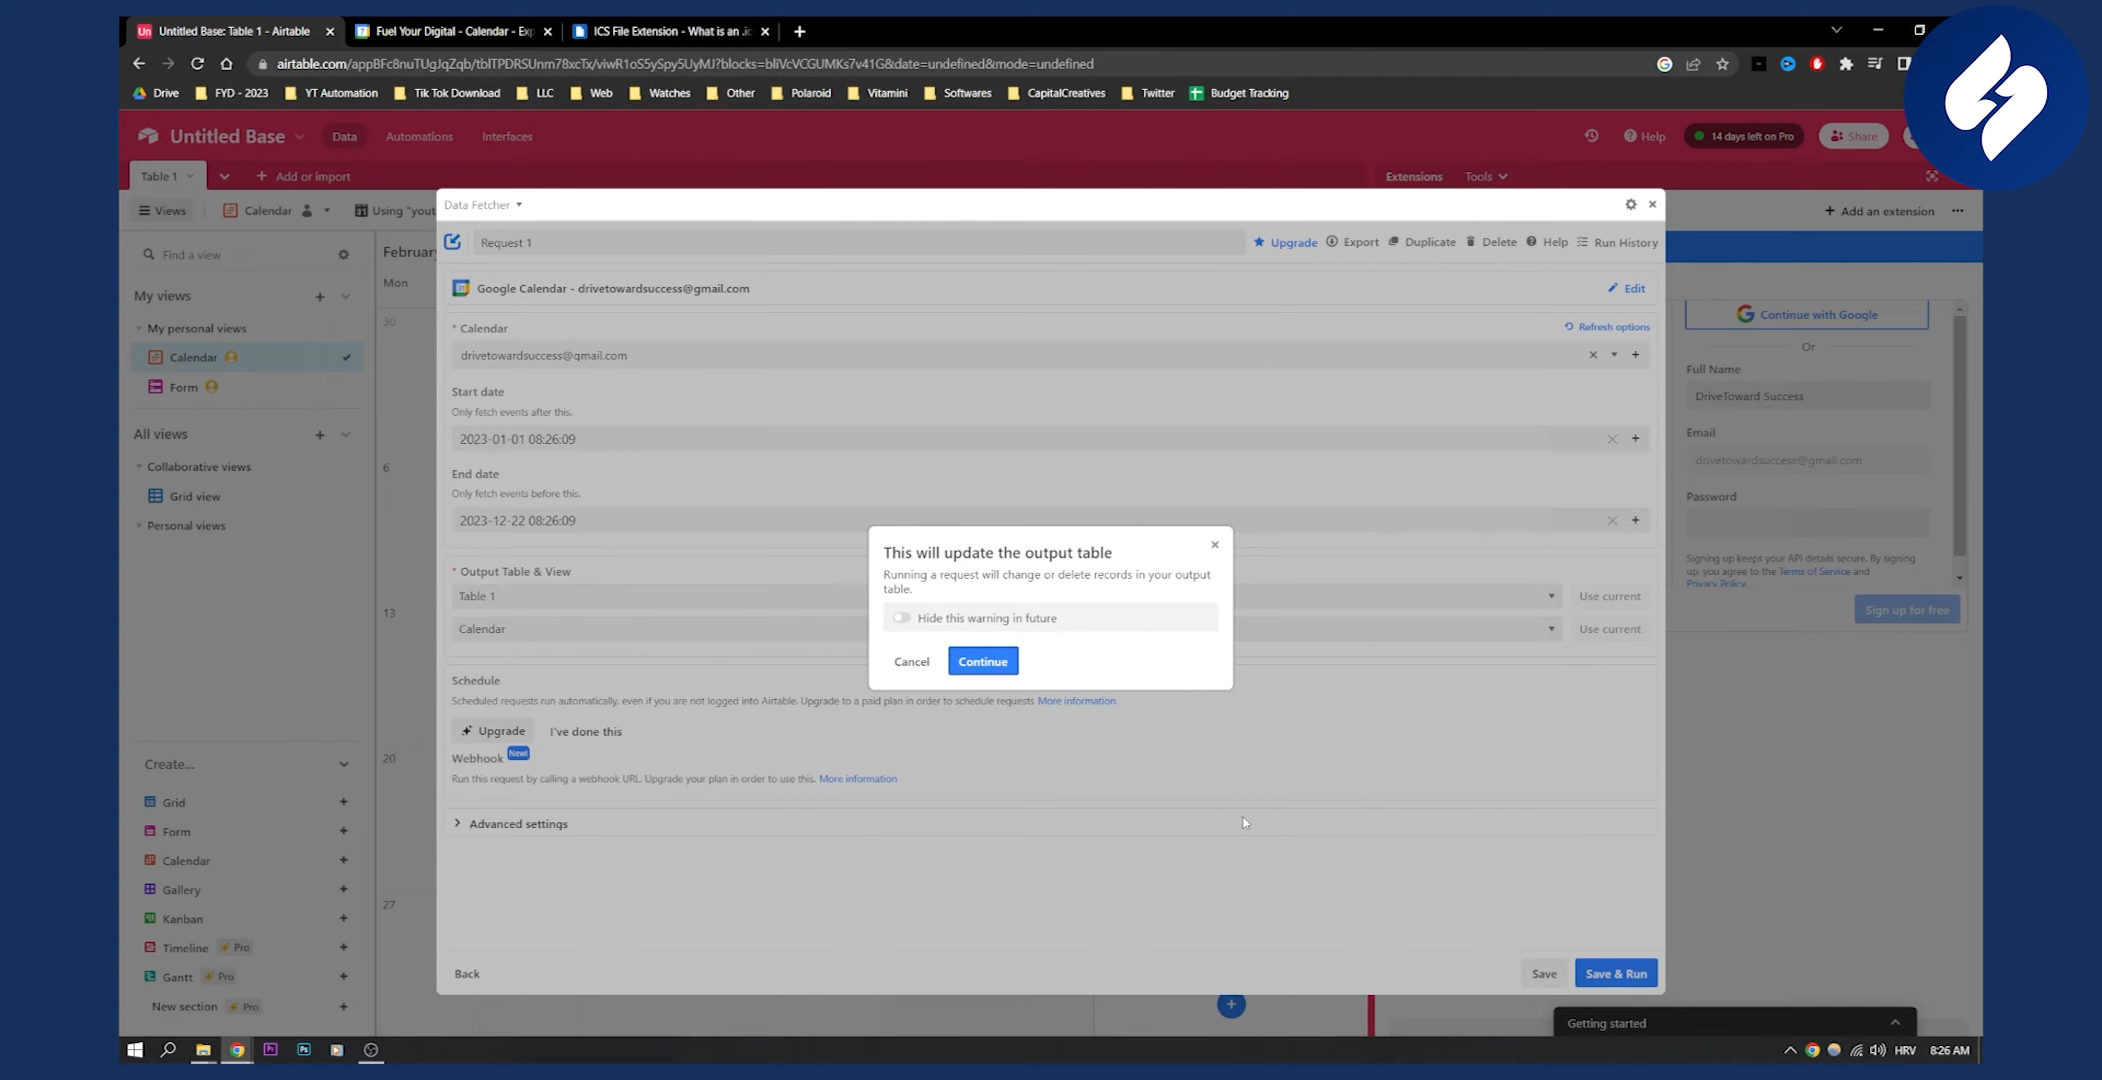 Untitled Base: Table 1 - Airtable
Fuel Your Digital - Calendar - Exp
ICS File Extension - What is an .ic
airtable.com/appBFc8nuTUgJqZqb/tblTPDRSUnm78xcTx/viwR1oS5ySpy5UyMJ?blocks=bliVcVCGUMKs7v41G&date=undefined&mode=undefined
Drive
FYD - 2023
YT Automation
Tik Tok Download
LLC
Web
Watches
Other
Polaroid
Vitamini
Softwares
CapitalCreatives
Twitter
Budget Tracking
Untitled Base
Data
Automations
Interfaces
Help
14 days left on Pro
Share
Table 1
Add or import
Extensions
Tools
Views
Calendar
Using "yout
Add an extension
Data Fetcher
Find a view
Februar
Mon
Request 1
Upgrade
Export
Duplicate
Delete
Help
Run History
My views
My personal views
Calendar
Form
All views
Collaborative views
Grid view
Personal views
30
6
13
20
27
Google Calendar - drivetowardsuccess@gmail.com
Edit
* Calendar
Refresh options
drivetowardsuccess@gmail.com
Start date
Only fetch events after this.
2023-01-01 08:26:09
End date
Only fetch events before this.
2023-12-22 08:26:09
* Output Table & View
Table 1
Use current
Calendar
Use current
This will update the output table
Running a request will change or delete records in your output
table.
Hide this warning in future
Cancel
Continue
Schedule
Scheduled requests run automatically, even if you are not logged into Airtable. Upgrade to a paid plan in order to schedule requests More information
Upgrade
I've done this
Webhook
New!
Run this request by calling a webhook URL. Upgrade your plan in order to use this. More information
Advanced settings
Back
Save
Save & Run
Continue with Google
Or
Full Name
DriveToward Success
Email
drivetowardsuccess@gmail.com
Password
Signing up keeps your API details secure. By signing
up, you agree to the Terms of Service and
Privacy Policy.
Sign up for free
Create...
Grid
Form
Calendar
Gallery
Kanban
Timeline
Pro
Gantt
Pro
New section
Pro
Getting started
HRV
8:26 AM